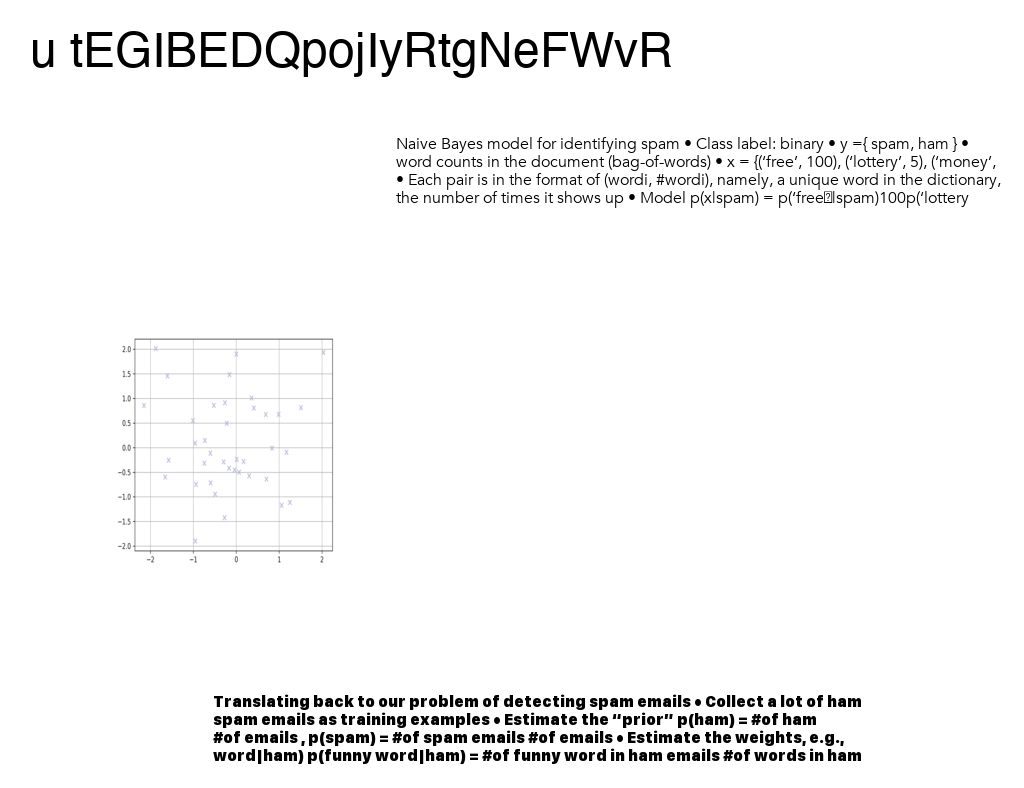 u tEGIBEDQpojIyRtgNeFWvR
Naive Bayes model for identifying spam • Class label: binary • y ={ spam, ham } •
word counts in the document (bag-of-words) • x = {(‘free’, 100), (‘lottery’, 5), (‘money’,
• Each pair is in the format of (wordi, #wordi), namely, a unique word in the dictionary,
the number of times it shows up • Model p(x|spam) = p(‘free|spam)100p(‘lottery
2.0
1.5
1.0
0.5
0.0
−0.5
−1.0
−1.5
−2.0
−2 −1 0 1 2
Translating back to our problem of detecting spam emails • Collect a lot of ham
spam emails as training examples • Estimate the “prior” p(ham) = #of ham
#of emails , p(spam) = #of spam emails #of emails • Estimate the weights, e.g.,
word|ham) p(funny word|ham) = #of funny word in ham emails #of words in ham